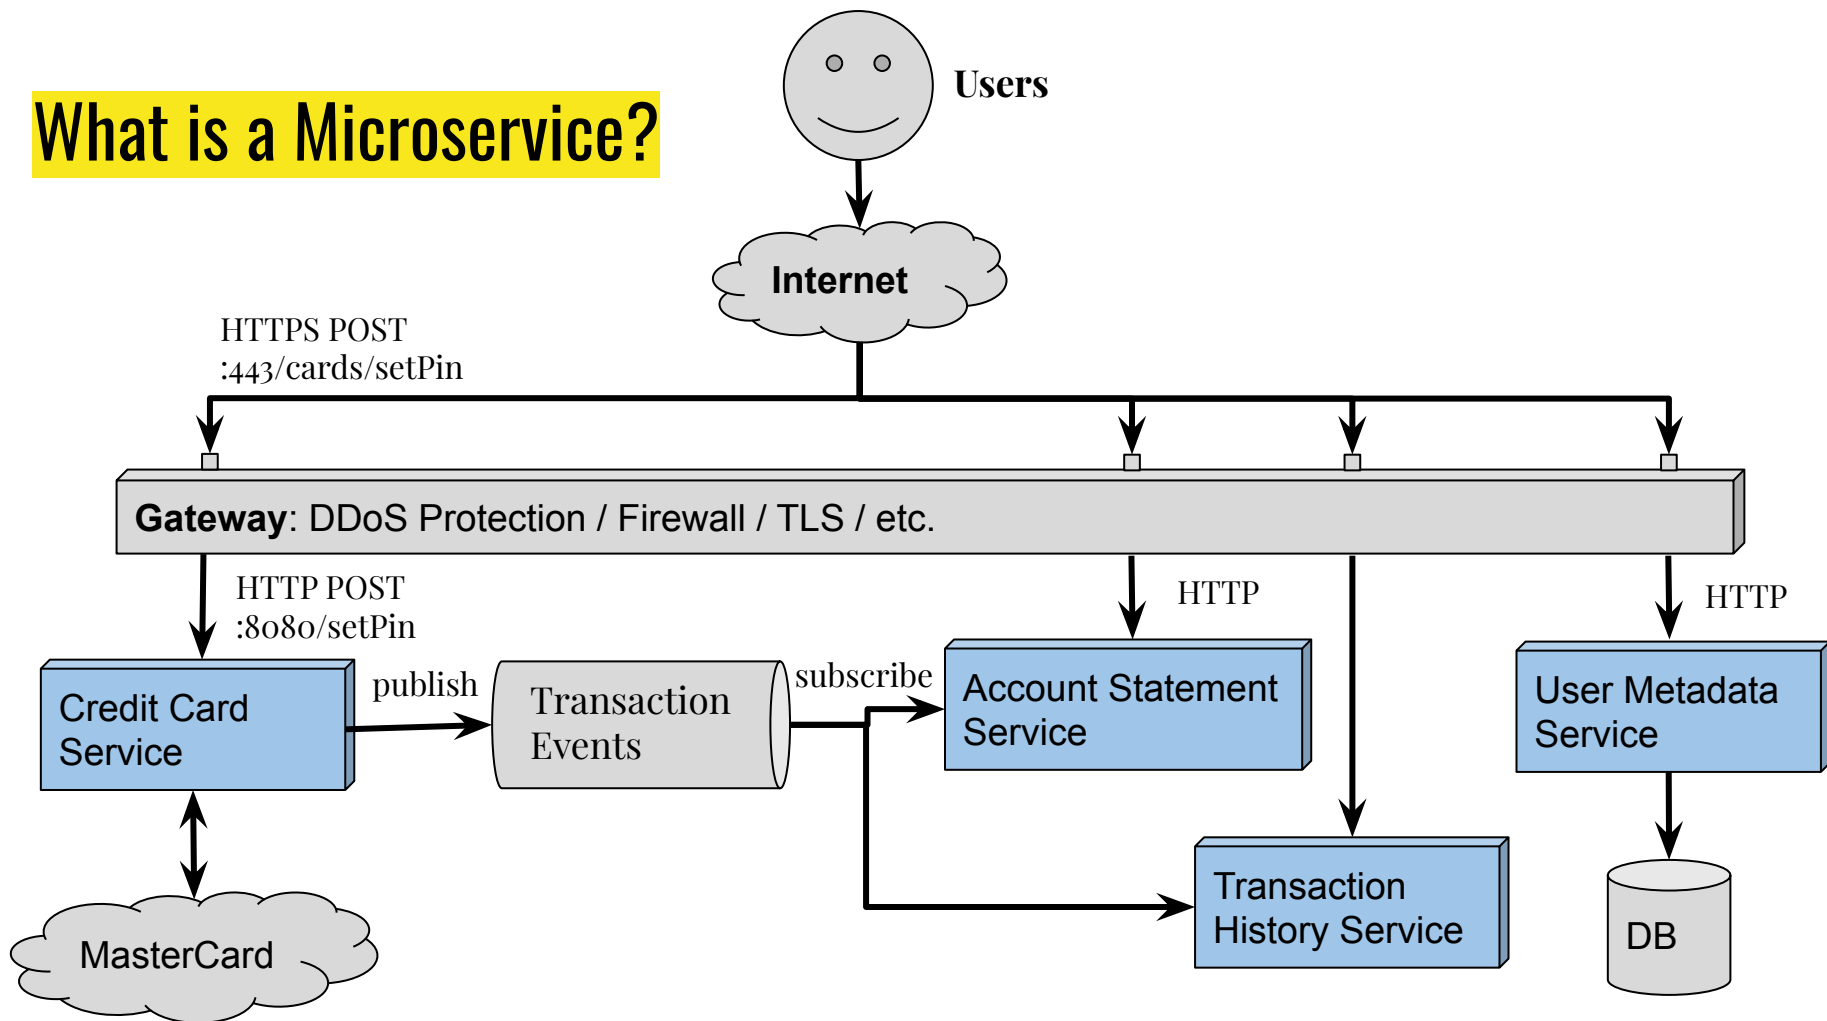 What is a Microservice?
Users
Internet
HTTPS POST
:443/cards/setPin
Gateway: DDoS Protection / Firewall / TLS / etc.
HTTP POST
:8080/setPin
HTTP
HTTP
Credit Card
Service
publish
Transaction
Events
subscribe
Account Statement
Service
User Metadata
Service
Transaction
History Service
MasterCard
DB